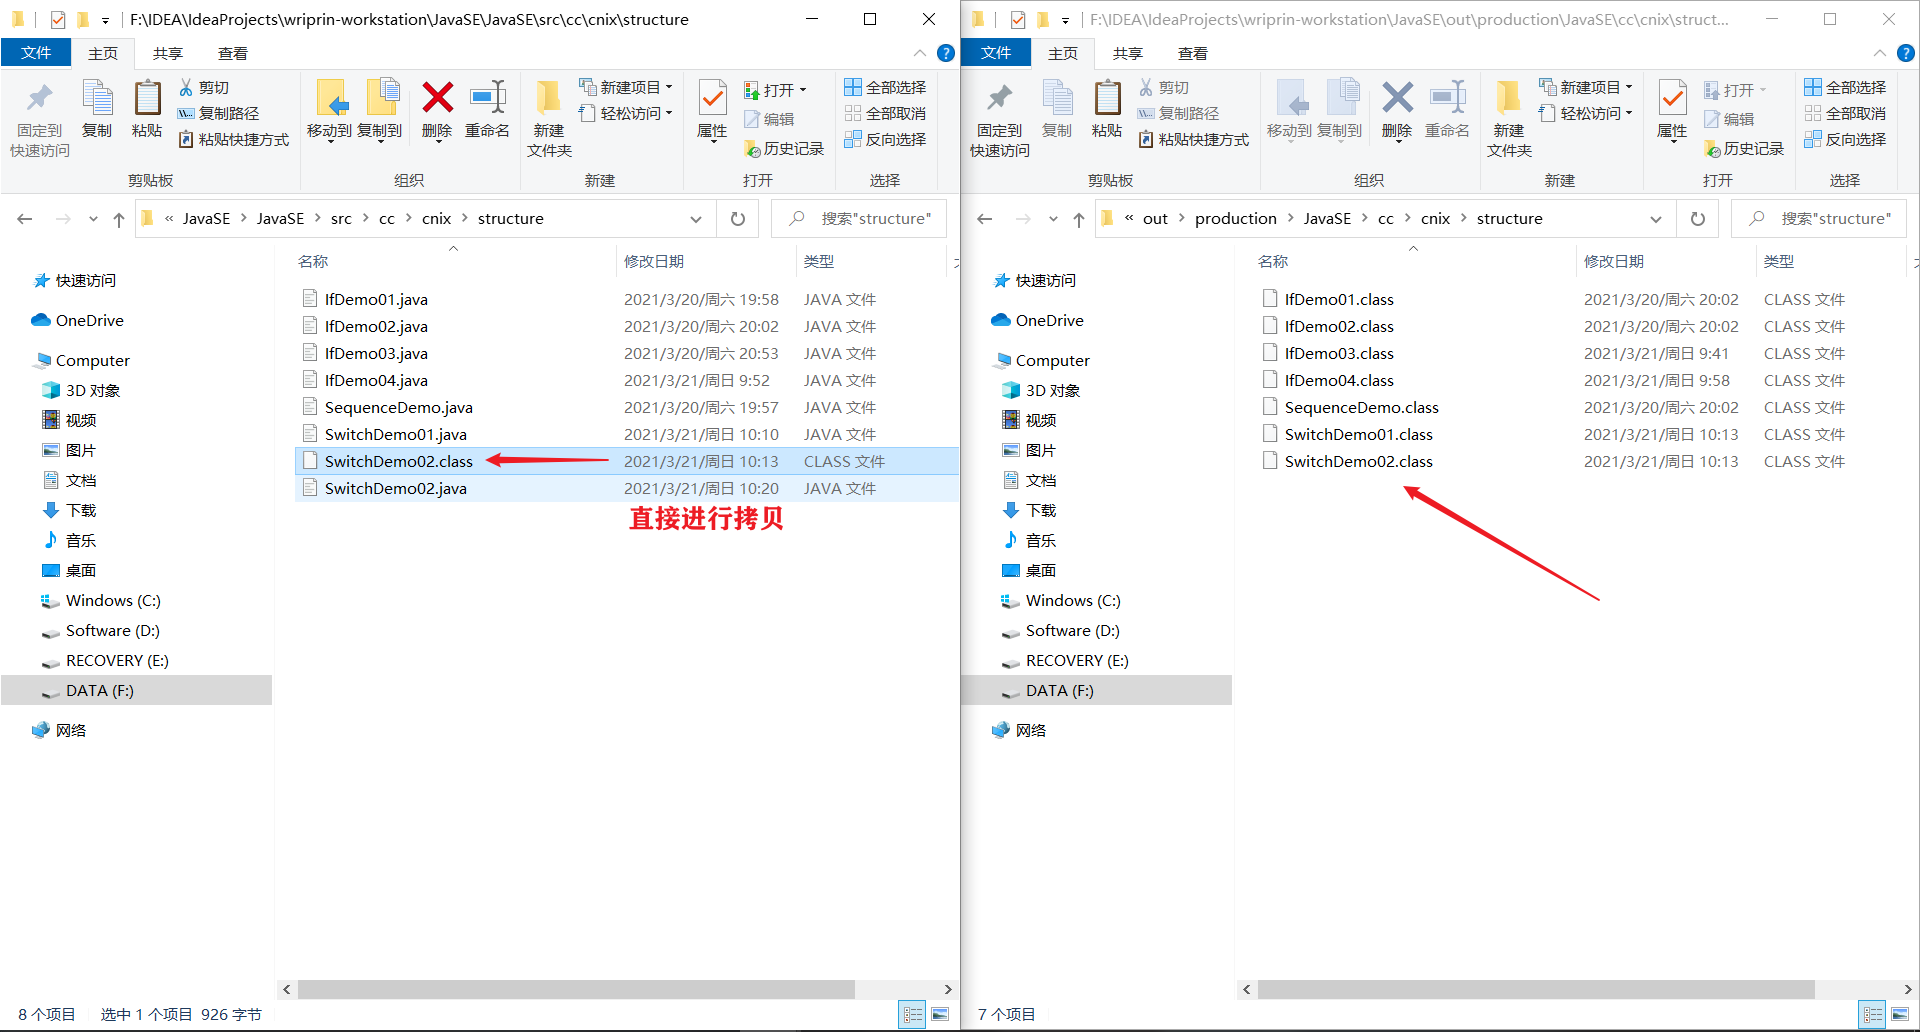 F:\IDEA\IdeaProjects\wriprin-workstation\JavaSE\JavaSE\src\cc\cnix\structure
文件 主页 共享 查看
固定到快速访问
复制
粘贴
剪切
复制路径
粘贴快捷方式
剪贴板
移动到
复制到
删除
重命名
组织
新建文件夹
新建项目
轻松访问
新建
属性
打开
编辑
历史记录
打开
全部选择
全部取消
反向选择
选择
« JavaSE > JavaSE > src > cc > cnix > structure
搜索"structure"
快速访问
OneDrive
Computer
3D 对象
视频
图片
文档
下载
音乐
桌面
Windows (C:)
Software (D:)
RECOVERY (E:)
DATA (F:)
网络
名称 修改日期 类型
IfDemo01.java 2021/3/20/周六 19:58 JAVA 文件
IfDemo02.java 2021/3/20/周六 20:02 JAVA 文件
IfDemo03.java 2021/3/20/周六 20:53 JAVA 文件
IfDemo04.java 2021/3/21/周日 9:52 JAVA 文件
SequenceDemo.java 2021/3/20/周六 19:57 JAVA 文件
SwitchDemo01.java 2021/3/21/周日 10:10 JAVA 文件
SwitchDemo02.class 2021/3/21/周日 10:13 CLASS 文件
SwitchDemo02.java 2021/3/21/周日 10:20 JAVA 文件
直接进行拷贝
8 个项目 选中 1 个项目 926 字节
F:\IDEA\IdeaProjects\wriprin-workstation\JavaSE\out\production\JavaSE\cc\cnix\struct...
文件 主页 共享 查看
固定到快速访问
复制
粘贴
剪切
复制路径
粘贴快捷方式
剪贴板
移动到
复制到
删除
重命名
组织
新建文件夹
新建项目
轻松访问
新建
属性
打开
编辑
历史记录
打开
全部选择
全部取消
反向选择
选择
« out > production > JavaSE > cc > cnix > structure
搜索"structure"
快速访问
OneDrive
Computer
3D 对象
视频
图片
文档
下载
音乐
桌面
Windows (C:)
Software (D:)
RECOVERY (E:)
DATA (F:)
网络
名称 修改日期 类型
IfDemo01.class 2021/3/20/周六 20:02 CLASS 文件
IfDemo02.class 2021/3/20/周六 20:02 CLASS 文件
IfDemo03.class 2021/3/21/周日 9:41 CLASS 文件
IfDemo04.class 2021/3/21/周日 9:58 CLASS 文件
SequenceDemo.class 2021/3/20/周六 20:02 CLASS 文件
SwitchDemo01.class 2021/3/21/周日 10:13 CLASS 文件
SwitchDemo02.class 2021/3/21/周日 10:13 CLASS 文件
7 个项目